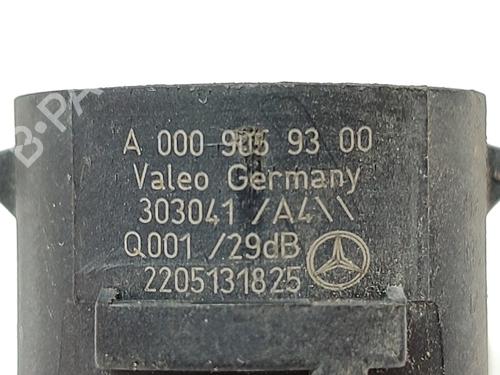 A 000 905 93 00
Valeo Germany
303041 /A4\\
Q001 /29dB
2205131825